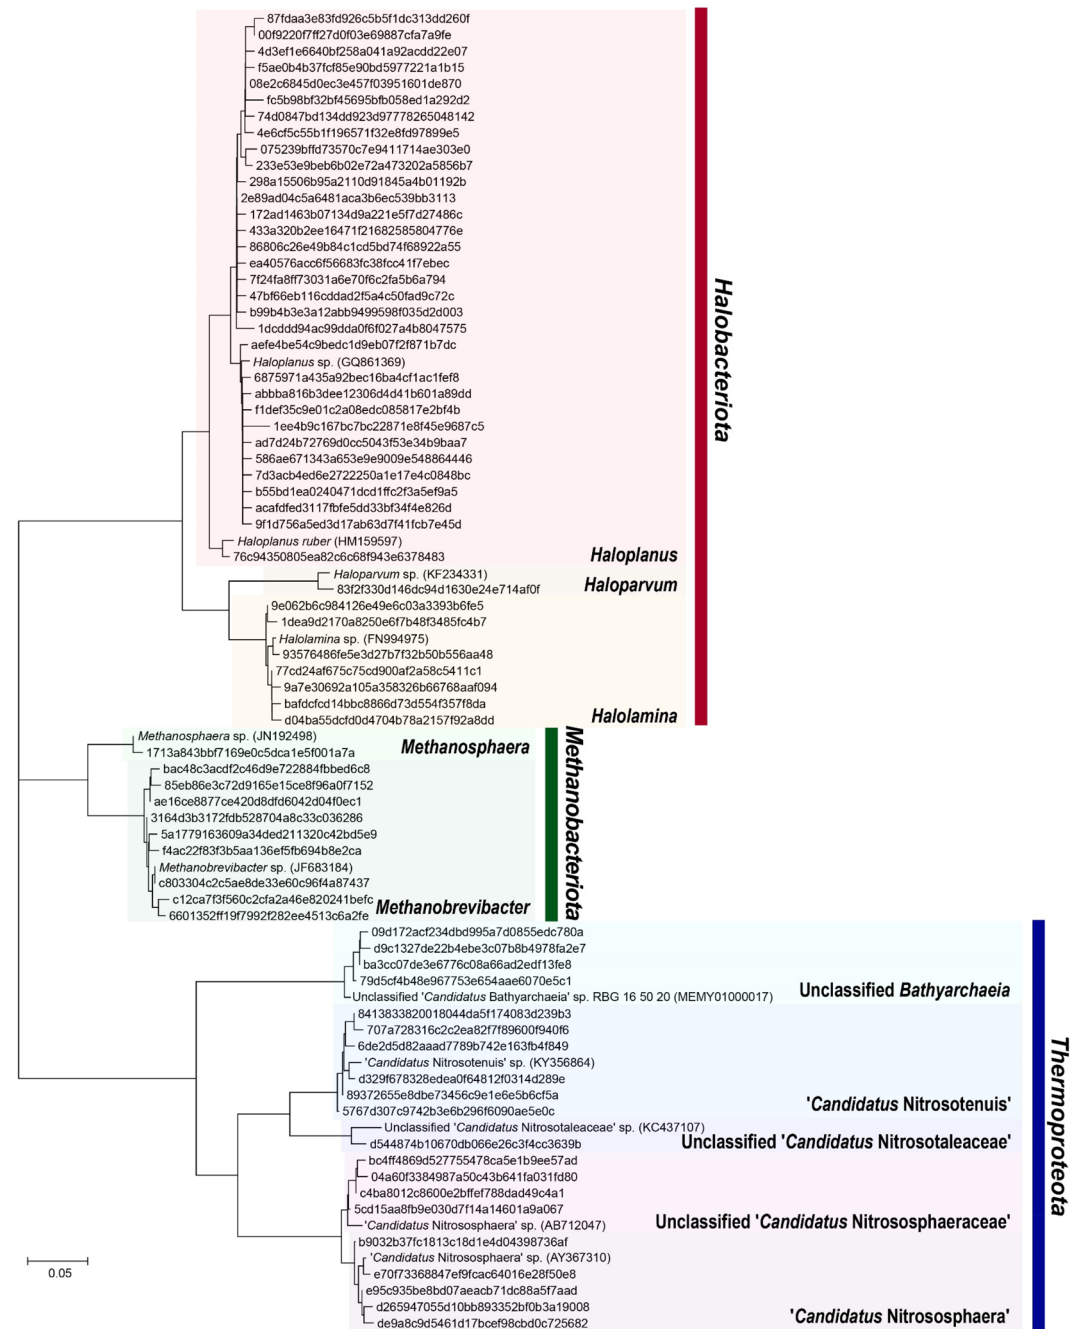 87fdaa3e83fd926c5b5f1dc313dd260f
00f9220f7ff27d0f03e69887cfa7a9fe
4d3ef1e6640bf258a041a92acdd22e07
f5ae0b4b37fcf85e90bd5977221a1b15
08e2c6845d0ec3e457f03951601de870
fc5b98bf32bf45695bfb058ed1a292d2
74d0847bd134dd923d97778265048142
4e6cf5c55b1f196571f32e8fd97899e5
075239bffd73570c7e9411714ae303e0
233e53e9beb6b02e72a473202a5856b7
298a15506b95a2110d91845a4b01192b
2e89ad04c5a6481aca3b6ec539bb3113
172ad1463b07134d9a221e5f7d27486c
433a320b2ee16471f21682585804776e
86806c26e49b84c1cd5bd74f68922a55
ea40576acc6f56683fc38fcc41f7ebec
7f24fa8ff73031a6e70f6c2fa5b6a794
47bf66eb116cddad2f5a4c50fad9c72c
b99b4b3e3a12abb9499598f035d2d003
1dcddd94ac99dda0f6f027a4b8047575
aefe4be54c9bedc1d9eb07f2f871b7dc
Haloplanus sp. (GQ861369)
6875971a435a92bec16ba4cf1ac1fef8
abbba816b3dee12306d4d41b601a89dd
f1def35c9e01c2a08edc085817e2bf4b
1ee4b9c167bc7bc22871e8f45e9687c5
ad7d24b72769d0cc5043f53e34b9baa7
586ae671343a653e9e9009e548864446
7d3acb4ed6e2722250a1e17e4c0848bc
b55bd1ea0240471dcd1ffc2f3a5ef9a5
acafdfed3117fbfe5dd33bf34f4e826d
9f1d756a5ed3d17ab63d7f41fcb7e45d
Haloplanus ruber (HM159597)
76c94350805ea82c6c68f943e6378483
Haloplanus
Haloparvum sp. (KF234331)
83f2f330d146dc94d1630e24e714af0f
Haloparvum
9e062b6c984126e49e6c03a3393b6fe5
1dea9d2170a8250e6f7b48f3485fc4b7
Halolamina sp. (FN994975)
93576486fe5e3d27b7f32b50b556aa48
77cd24af675c75cd900af2a58c5411c1
9a7e30692a105a358326b66768aaf094
bafdcfcd14bbc8866d73d554f357f8da
d04ba55dcfd0d4704b78a2157f92a8dd
Halolamina
Halobacteriota
Methanosphaera sp. (JN192498)
1713a843bbf7169e0c5dca1e5f001a7a
Methanosphaera
bac48c3acdf2c46d9e722884fbbed6c8
85eb86e3c72d9165e15ce8f96a0f7152
ae16ce8877ce420d8dfd6042d04f0ec1
3164d3b3172fdb528704a8c33c036286
5a1779163609a34ded211320c42bd5e9
f4ac22f83f3b5aa136ef5fb694b8e2ca
Methanobrevibacter sp. (JF683184)
c803304c2c5ae8de33e60c96f4a87437
c12ca7f3f560c2cfa2a46e820241befc
6601352ff19f7992f282ee4513c6a2fe
Methanobrevibacter
Methanobacteriota
09d172acf234dbd995a7d0855edc780a
d9c1327de22b4ebe3c07b8b4978fa2e7
ba3cc07de3e6776c08a66ad2edf13fe8
79d5cf4b48e967753e654aae6070e5c1
Unclassified 'Candidatus Bathyarchaeia' sp. RBG 16 50 20 (MEMY01000017)
Unclassified Bathyarchaeia
8413833820018044da5f174083d239b3
707a728316c2c2ea82f7f89600f940f6
6de2d5d82aaad7789b742e163fb4f849
'Candidatus Nitrosotenuis' sp. (KY356864)
d329f678328edea0f64812f0314d289e
89372655e8dbe73456c9e1e6e5b6cf5a
5767d307c9742b3e6b296f6090ae5e0c
'Candidatus Nitrosotenuis'
Unclassified 'Candidatus Nitrosotaleaceae' sp. (KC437107)
d544874b10670db066e26c3f4cc3639b
Unclassified 'Candidatus Nitrosotaleaceae'
bc4ff4869d527755478ca5e1b9ee57ad
04a60f3384987a50c43b641fa031fd80
c4ba8012c8600e2bffef788dad49c4a1
5cd15aa8fb9e030d7f14a14601a9a067
'Candidatus Nitrososphaera' sp. (AB712047)
Unclassified 'Candidatus Nitrososphaeraceae'
b9032b37fc1813c18d1e4d04398736af
'Candidatus Nitrososphaera' sp. (AY367310)
e70f73368847ef9fcac64016e28f50e8
e95c935be8bd07aeacb71dc88a5f7aad
d265947055d10bb893352bf0b3a19008
de9a8c9d5461d17bcef98cbd0c725682
'Candidatus Nitrososphaera'
Thermoproteota
0.05